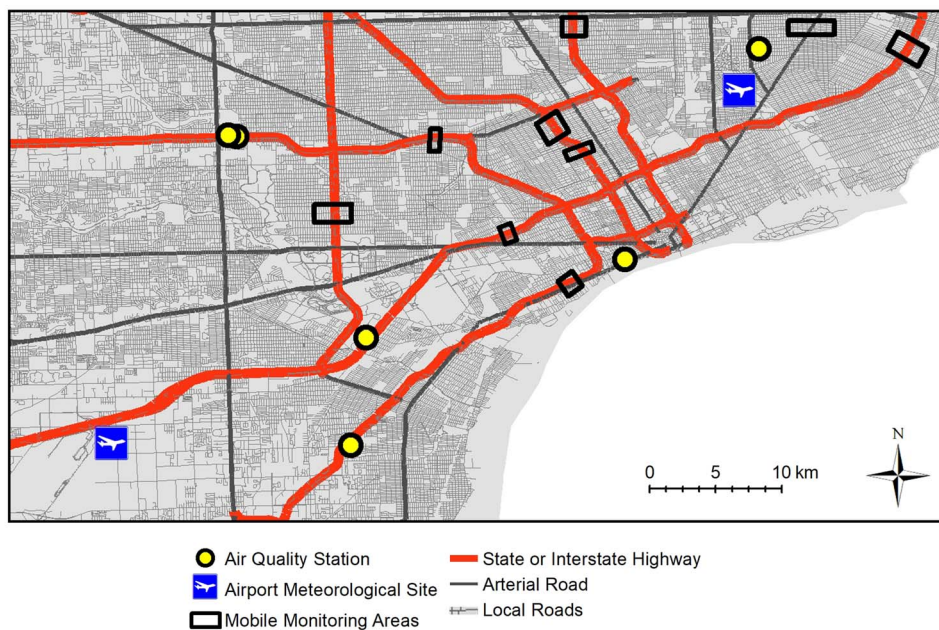 N
0 5 10 km
Air Quality Station
Airport Meteorological Site
Mobile Monitoring Areas
State or Interstate Highway
Arterial Road
Local Roads